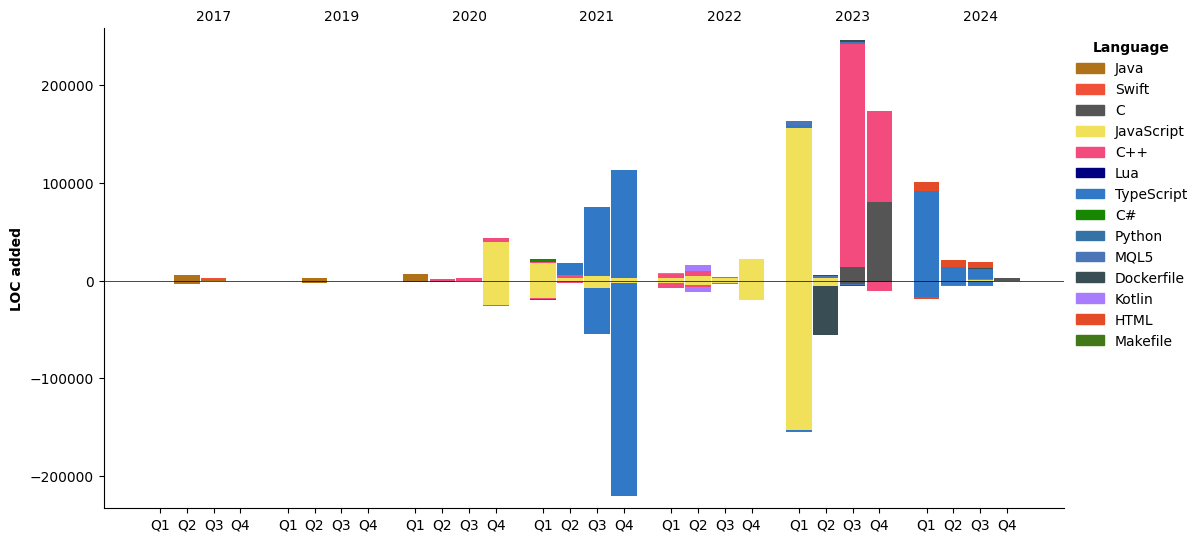 2017 2019 2020 2021 2022 2023 2024
LOC added
200000
100000
0
−100000
−200000
Q1 Q2 Q3 Q4 Q1 Q2 Q3 Q4 Q1 Q2 Q3 Q4 Q1 Q2 Q3 Q4 Q1 Q2 Q3 Q4 Q1 Q2 Q3 Q4 Q1 Q2 Q3 Q4
Language
Java
Swift
C
JavaScript
C++
Lua
TypeScript
C#
Python
MQL5
Dockerfile
Kotlin
HTML
Makefile